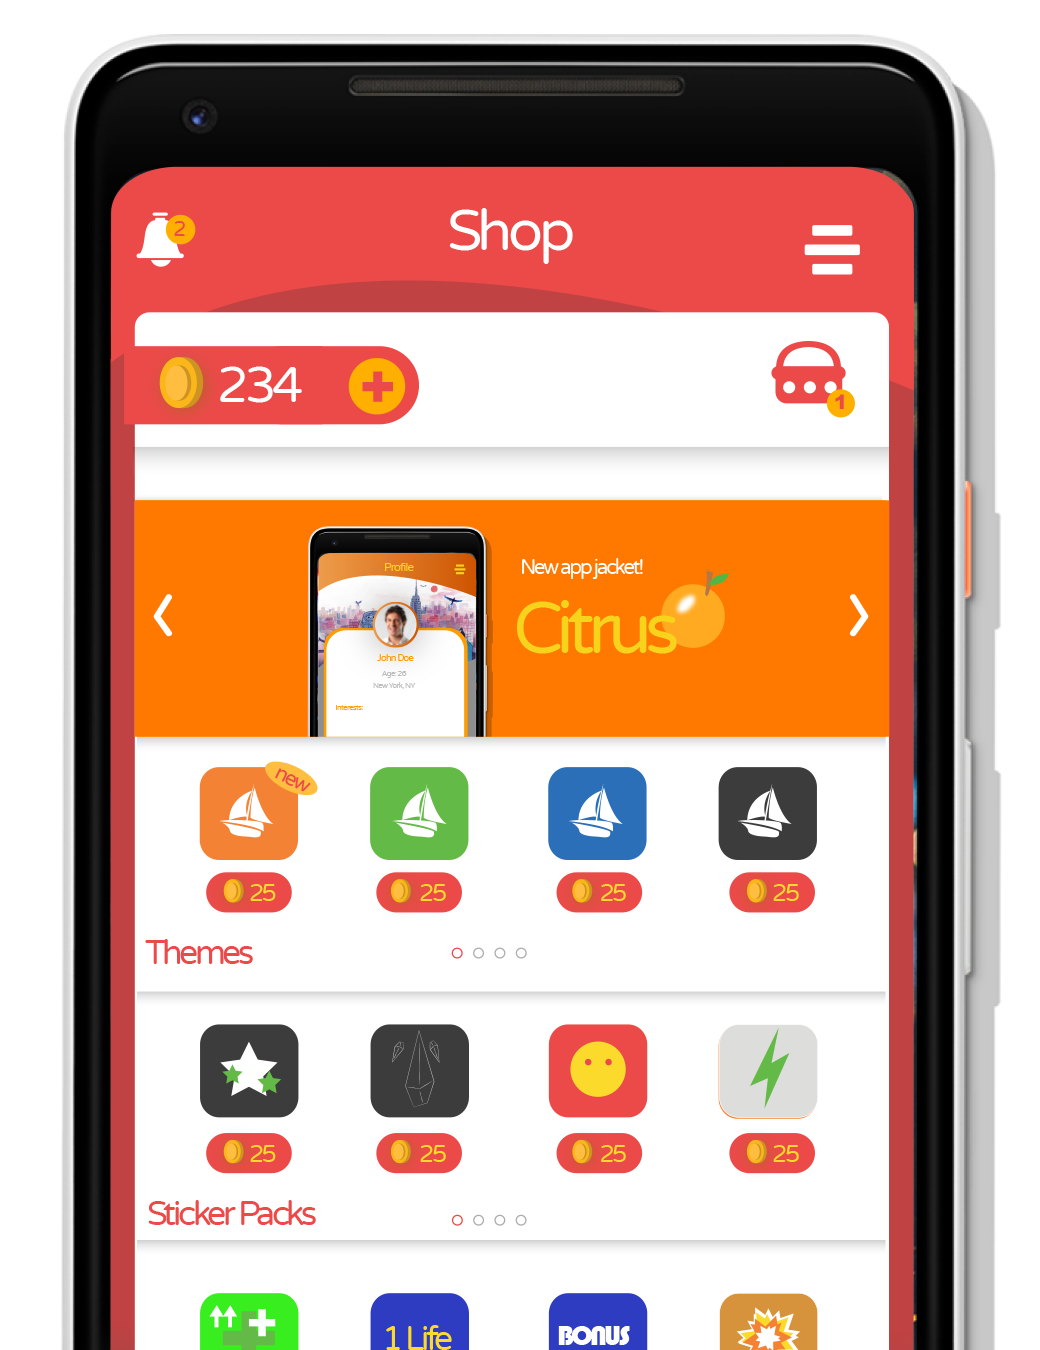 2
Shop
234
1
New app jacket!
Citrus
Profile
John Doe
Age: 26
New York, NY
Interests:
new
25
25
25
25
Themes
25
25
25
25
Sticker Packs
1 Life
BONUS